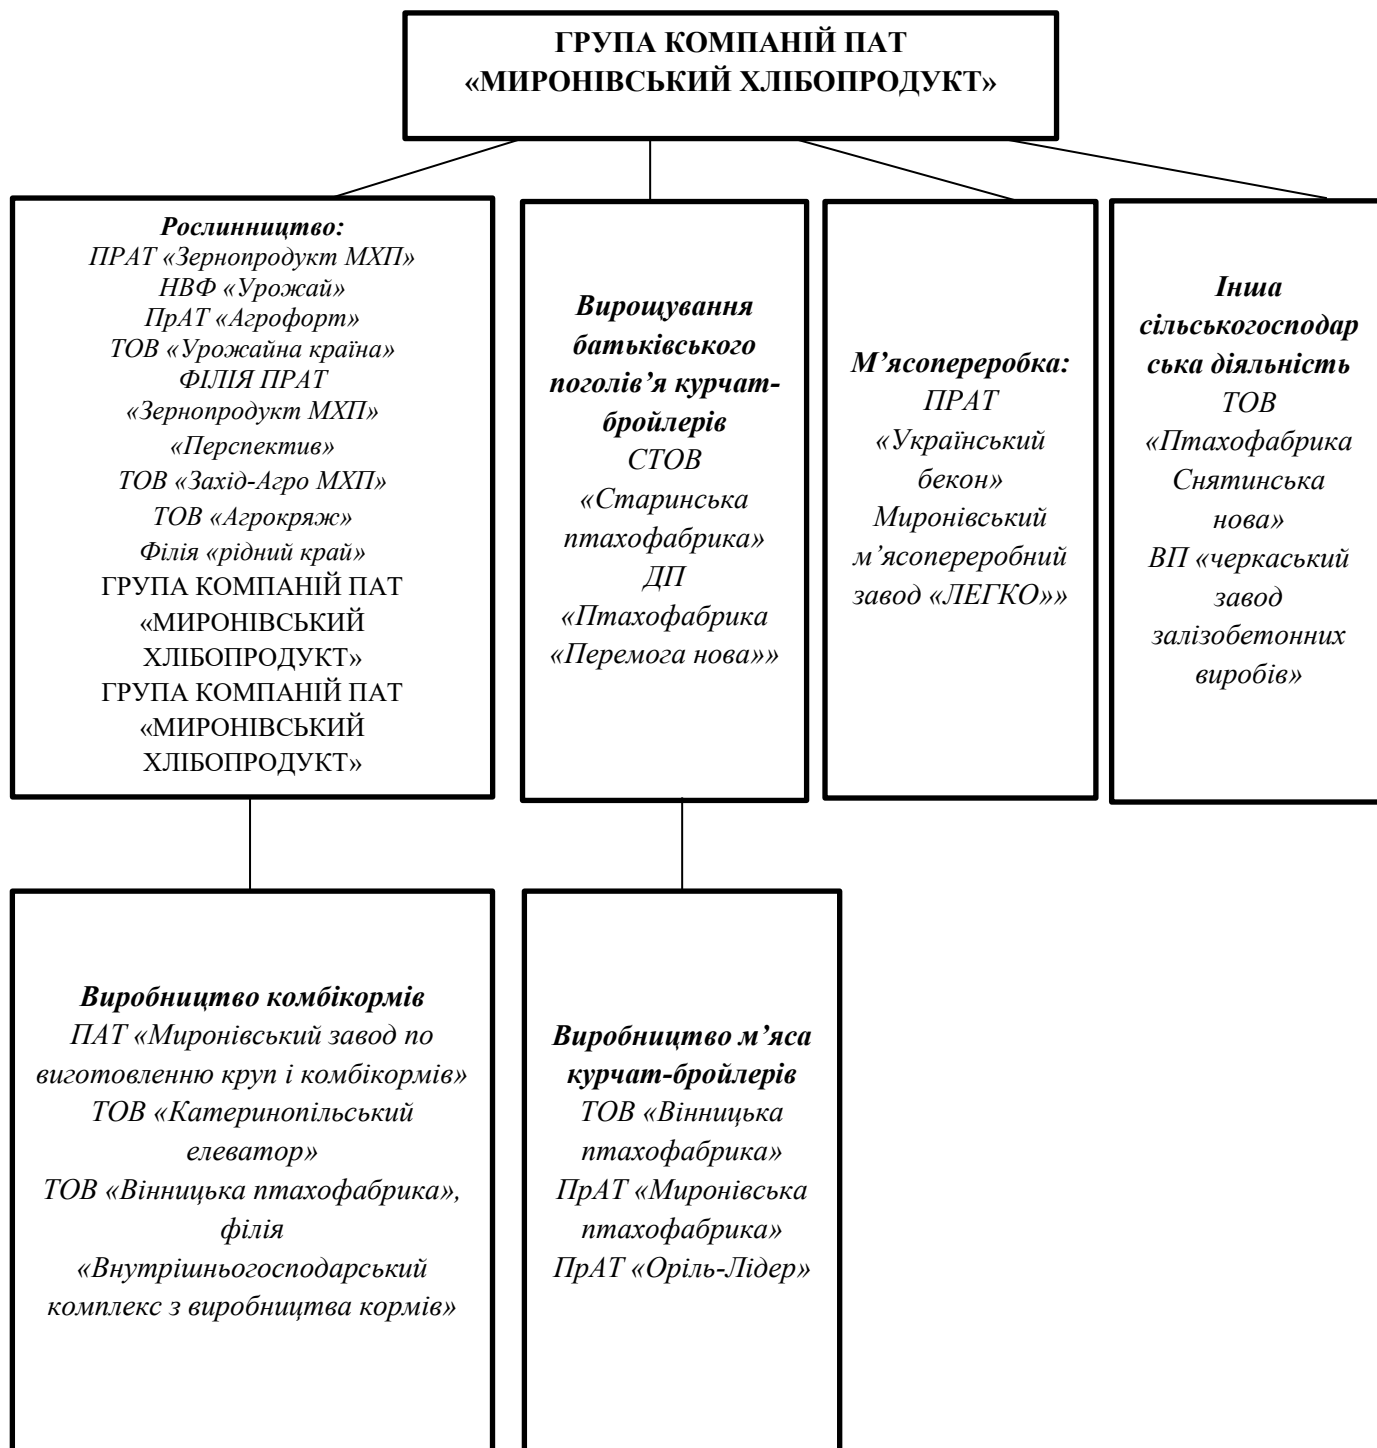 ГРУПА КОМПАНІЙ ПАТ
«МИРОНІВСЬКИЙ ХЛІБОПРОДУКТ»
Рослинництво:
ПРАТ «Зернопродукт МХП»
НВФ «Урожай»
ПрАТ «Агрофорт»
ТОВ «Урожайна країна»
ФІЛІЯ ПРАТ
«Зернопродукт МХП»
«Перспектив»
ТОВ «Захід-Агро МХП»
ТОВ «Агрокряж»
Філія «рідний край»
ГРУПА КОМПАНІЙ ПАТ
«МИРОНІВСЬКИЙ
ХЛІБОПРОДУКТ»
ГРУПА КОМПАНІЙ ПАТ
«МИРОНІВСЬКИЙ
ХЛІБОПРОДУКТ»
Вирощування
батьківського
поголів’я курчат-
бройлерів
СТОВ
«Старинська
птахофабрика»
ДП
«Птахофабрика
«Перемога нова»»
М’ясопереробка:
ПРАТ
«Український
бекон»
Миронівський
м’ясопереробний
завод «ЛЕГКО»»
Інша
сільськогосподар
ська діяльність
ТОВ
«Птахофабрика
Снятинська
нова»
ВП «черкаський
завод
залізобетонних
виробів»
Виробництво комбікормів
ПАТ «Миронівський завод по
виготовленню круп і комбікормів»
ТОВ «Катеринопільський
елеватор»
ТОВ «Вінницька птахофабрика»,
філія
«Внутрішньогосподарський
комплекс з виробництва кормів»
Виробництво м’яса
курчат-бройлерів
ТОВ «Вінницька
птахофабрика»
ПрАТ «Миронівська
птахофабрика»
ПрАТ «Оріль-Лідер»